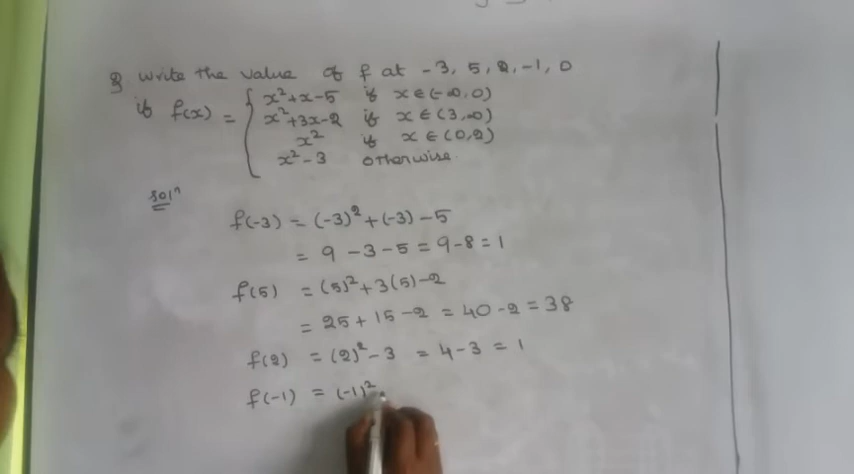 Q write the value of f at -3, 5, 2, -1, 0
if f(x) = { x²+x-5 if x∈(-∞,0)
x²+3x-2 if x∈(3,∞)
x² if x∈(0,2)
x²-3 otherwise.
Solⁿ
f(-3) = (-3)²+(-3)-5
= 9-3-5 = 9-8 = 1
f(5) = (5)²+3(5)-2
= 25+15-2 = 40-2 = 38
f(2) = (2)²-3 = 4-3 = 1
f(-1) = (-1)²